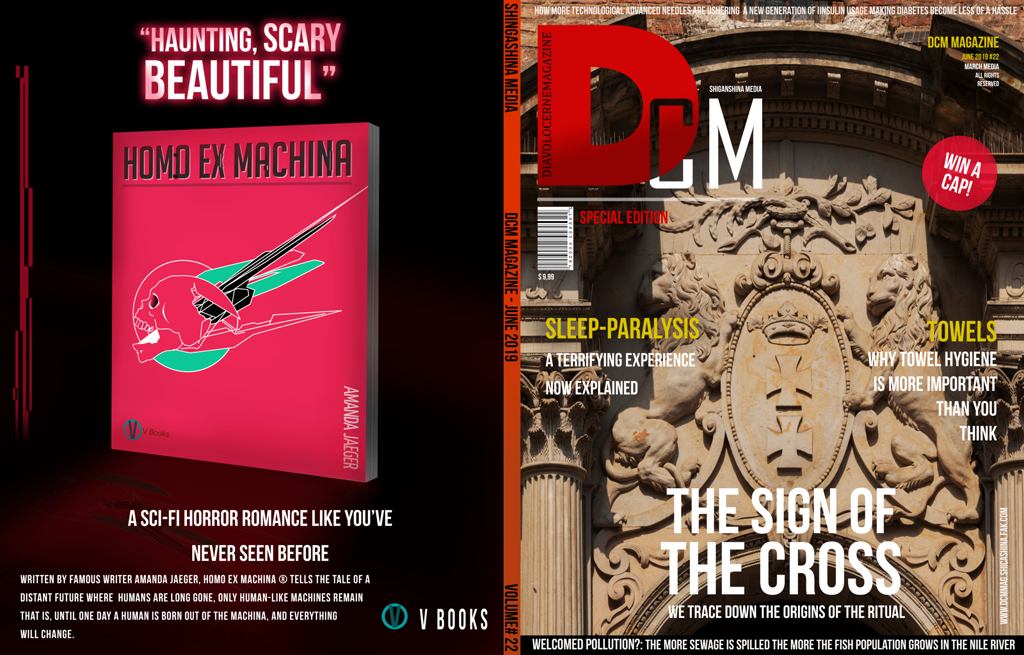 “HAUNTING, SCARY
BEAUTIFUL”
HOMO EX MACHINA
AMANDA JAEGER
V V Books
A SCI-FI HORROR ROMANCE LIKE YOU’VE
NEVER SEEN BEFORE
WRITTEN BY FAMOUS WRITER AMANDA JAEGER, HOMO EX MACHINA ® TELLS THE TALE OF A
DISTANT FUTURE WHERE HUMANS ARE LONG GONE, ONLY HUMAN-LIKE MACHINES REMAIN
THAT IS, UNTIL ONE DAY A HUMAN IS BORN OUT OF THE MACHINA, AND EVERYTHING
WILL CHANGE.
V V BOOKS
SHINGASHINA MEDIA
DCM MAGAZINE - JUNE 2019
VOLUME# 22
HOW MORE TECHNOLOGICAL ADVANCED NEEDLES ARE USHERING A NEW GENERATION OF IINSULIN USAGE MAKING DIABETES BECOME LESS OF A HASSLE
DIAVOLOCERNEMAGAZINE
DCM
SHIGANSHINA MEDIA
DCM MAGAZINE
JUNE 2019 #22
MARCH MEDIA
ALL RIGHTS
RESERVED
WIN A
CAP!
SPECIAL EDITION
$ 9,99
SLEEP-PARALYSIS
A TERRIFYING EXPERIENCE
NOW EXPLAINED
TOWELS
WHY TOWEL HYGIENE
IS MORE IMPORTANT
THAN YOU
THINK
THE SIGN OF
THE CROSS
WE TRACE DOWN THE ORIGINS OF THE RITUAL
WWW.DCMMAG.SHICASHINA.FAK.COM
WELCOMED POLLUTION?: THE MORE SEWAGE IS SPILLED THE MORE THE FISH POPULATION GROWS IN THE NILE RIVER